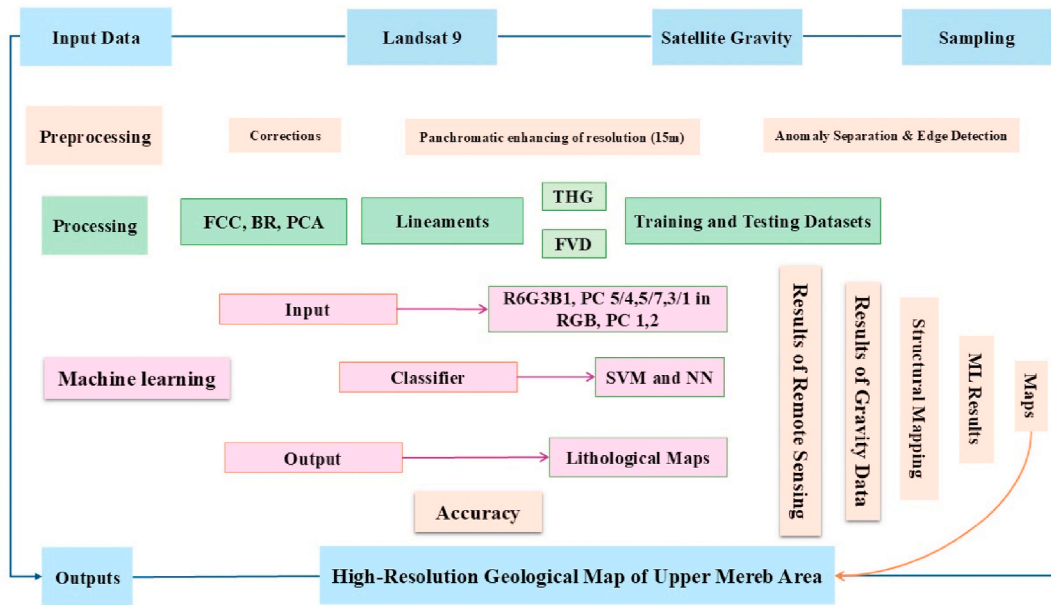 Input Data
Landsat 9
Satellite Gravity
Sampling
Preprocessing
Corrections
Panchromatic enhancing of resolution (15m)
Anomaly Separation & Edge Detection
Processing
FCC, BR, PCA
Lineaments
THG
FVD
Training and Testing Datasets
Input
R6G3B1, PC 5/4,5/7,3/1 in
RGB, PC 1,2
Machine learning
Classifier
SVM and NN
Output
Lithological Maps
Accuracy
Results of Remote Sensing
Results of Gravity Data
Structural Mapping
ML Results
Maps
Outputs
High-Resolution Geological Map of Upper Mereb Area